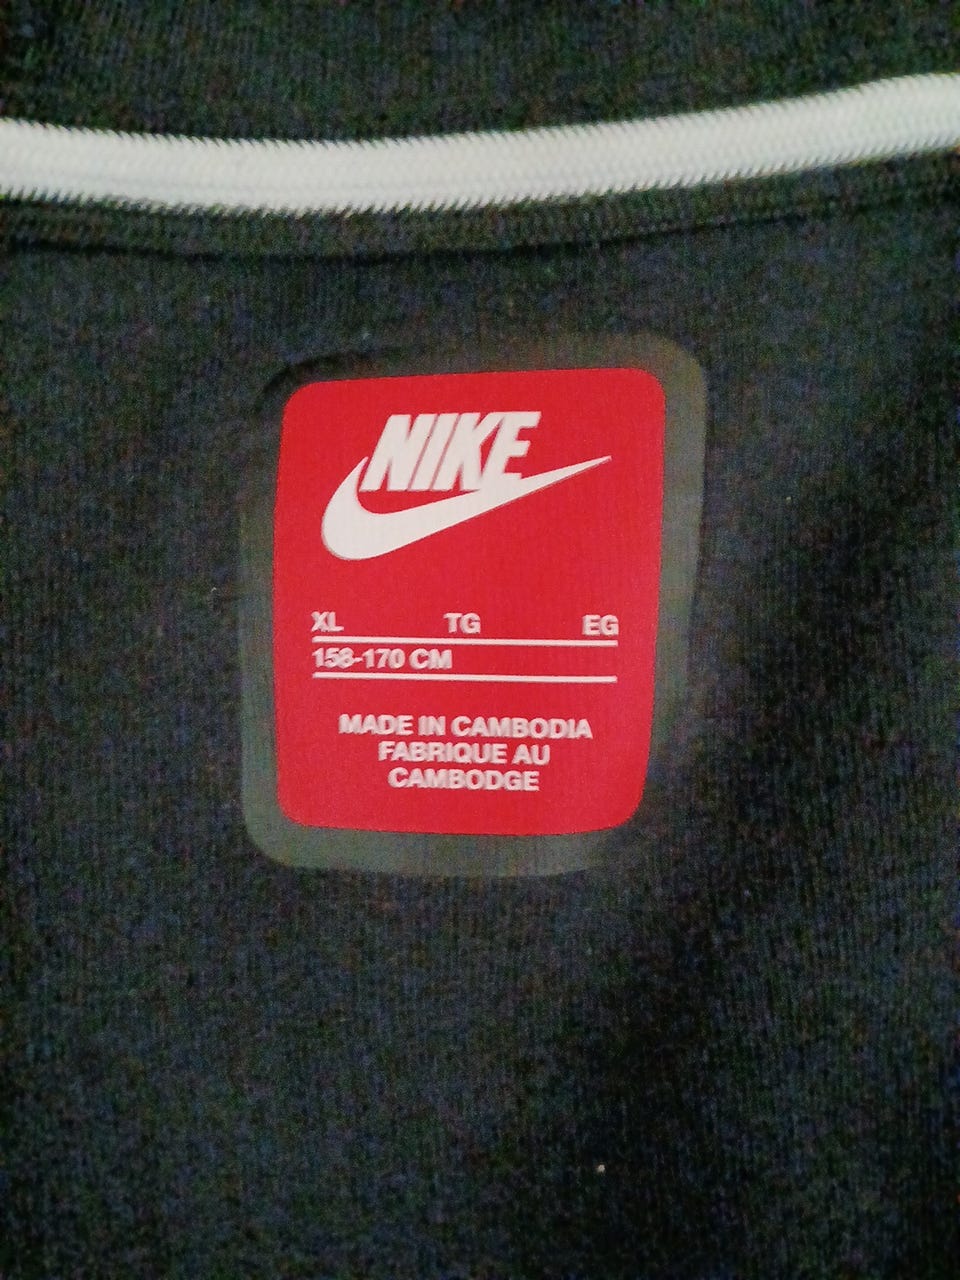 NIKE
XL TG EG
158-170 CM
MADE IN CAMBODIA
FABRIQUE AU
CAMBODGE